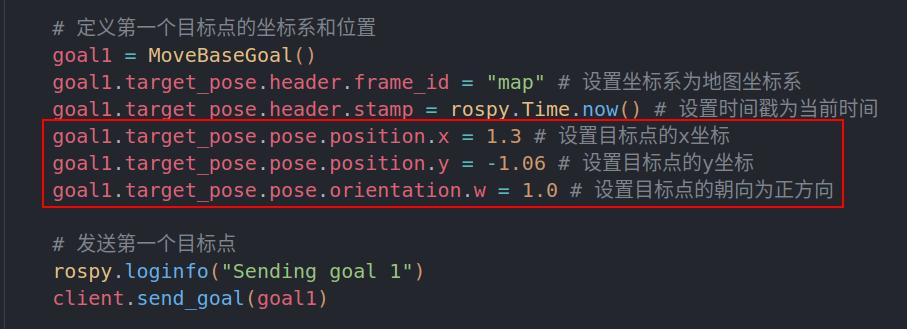 # 定义第一个目标点的坐标系和位置
goal1 = MoveBaseGoal()
goal1.target_pose.header.frame_id = "map" # 设置坐标系为地图坐标系
goal1.target_pose.header.stamp = rospy.Time.now() # 设置时间戳为当前时间
goal1.target_pose.pose.position.x = 1.3 # 设置目标点的x坐标
goal1.target_pose.pose.position.y = -1.06 # 设置目标点的y坐标
goal1.target_pose.pose.orientation.w = 1.0 # 设置目标点的朝向为正方向
# 发送第一个目标点
rospy.loginfo("Sending goal 1")
client.send_goal(goal1)